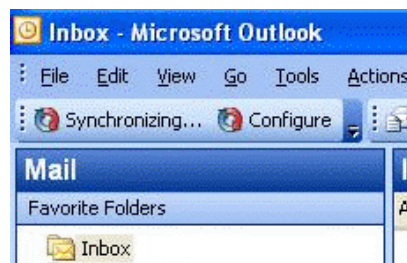 Inbox - Microsoft Outlook
File Edit View Go Tools Actions
Synchronizing... Configure
Mail
Favorite Folders
Inbox